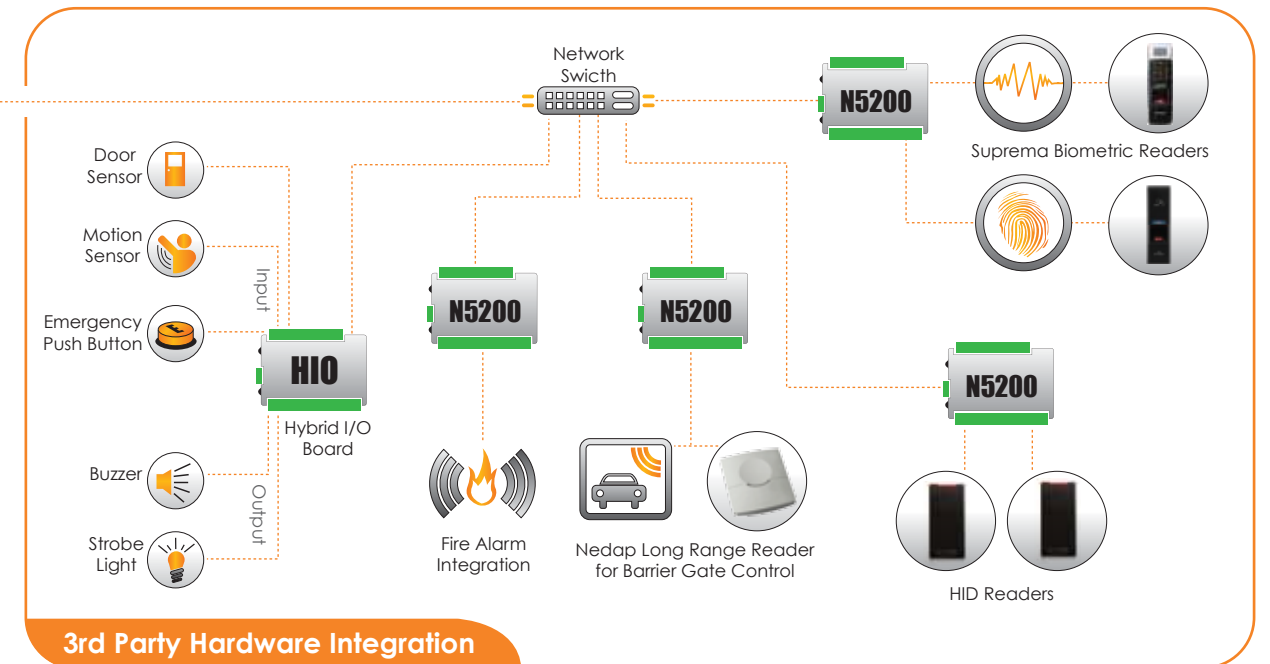 Network
Swicth
N5200
Suprema Biometric Readers
Door
Sensor
Motion
Sensor
Input
Emergency
Push Button
E
HIO
Hybrid I/O
Board
Buzzer
Output
Strobe
Light
N5200
Fire Alarm
Integration
N5200
Nedap Long Range Reader
for Barrier Gate Control
N5200
HID Readers
3rd Party Hardware Integration